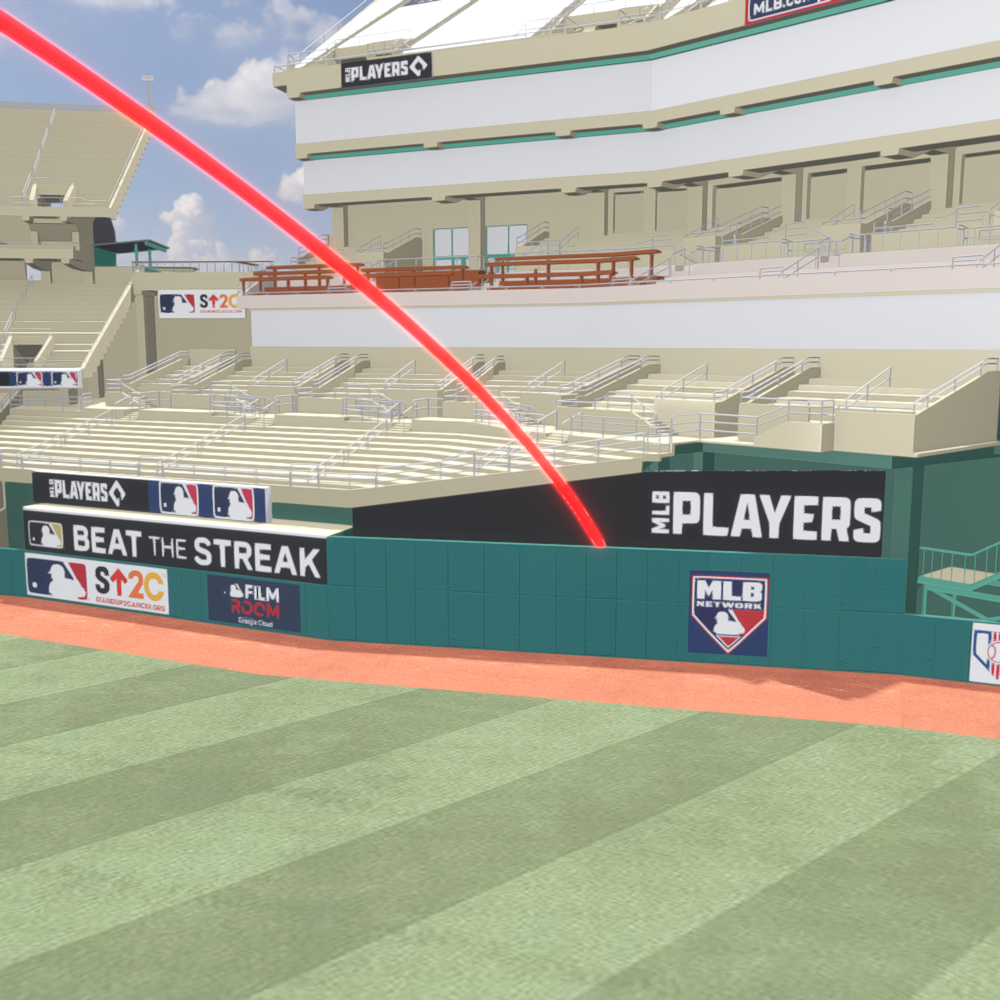 MLB.COM
MLB PLAYERS
S↑2C
STANDUP2CANCER.ORG
MLB PLAYERS
MLB PLAYERS
BEAT THE STREAK
S↑2C
STANDUP2CANCER.ORG
FILM
ROOM
Google Cloud
MLB
NETWORK